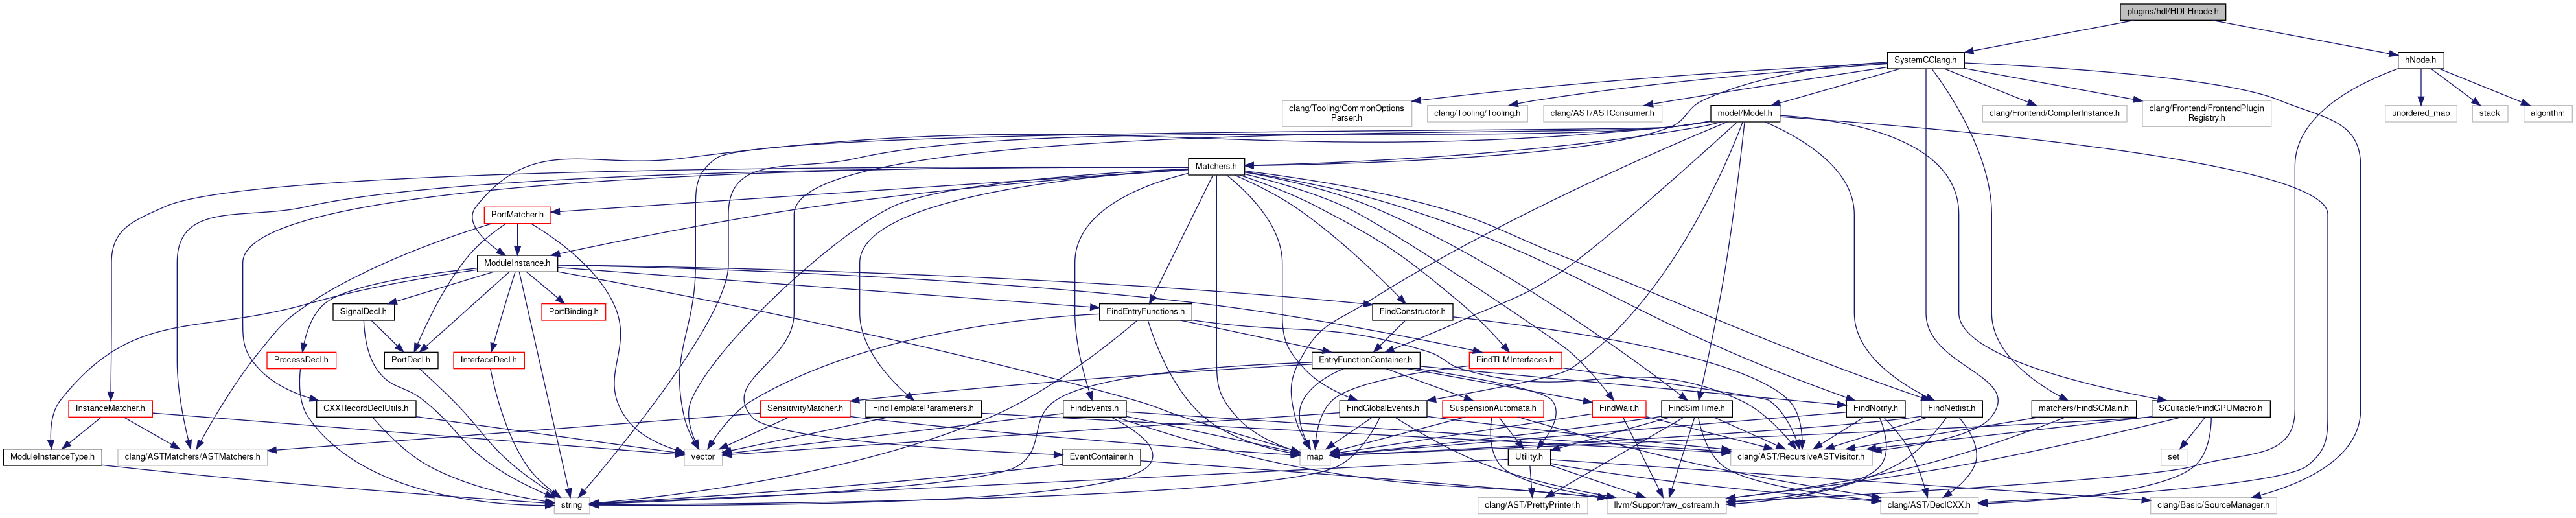 plugins/hdl/HDLHnode.h
SystemCClang.h
hNode.h
clang/Tooling/CommonOptions
Parser.h
clang/Tooling/Tooling.h
clang/AST/ASTConsumer.h
model/Model.h
clang/Frontend/CompilerInstance.h
clang/Frontend/FrontendPlugin
Registry.h
unordered_map
stack
algorithm
Matchers.h
PortMatcher.h
ModuleInstance.h
SignalDecl.h
PortBinding.h
FindEntryFunctions.h
FindConstructor.h
ProcessDecl.h
PortDecl.h
InterfaceDecl.h
EntryFunctionContainer.h
FindTLMInterfaces.h
InstanceMatcher.h
CXXRecordDeclUtils.h
SensitivityMatcher.h
FindTemplateParameters.h
FindEvents.h
FindGlobalEvents.h
SuspensionAutomata.h
FindWait.h
FindSimTime.h
FindNotify.h
FindNetlist.h
matchers/FindSCMain.h
SCuitable/FindGPUMacro.h
ModuleInstanceType.h
clang/ASTMatchers/ASTMatchers.h
vector
EventContainer.h
map
Utility.h
clang/AST/RecursiveASTVisitor.h
set
string
clang/AST/PrettyPrinter.h
llvm/Support/raw_ostream.h
clang/AST/DeclCXX.h
clang/Basic/SourceManager.h